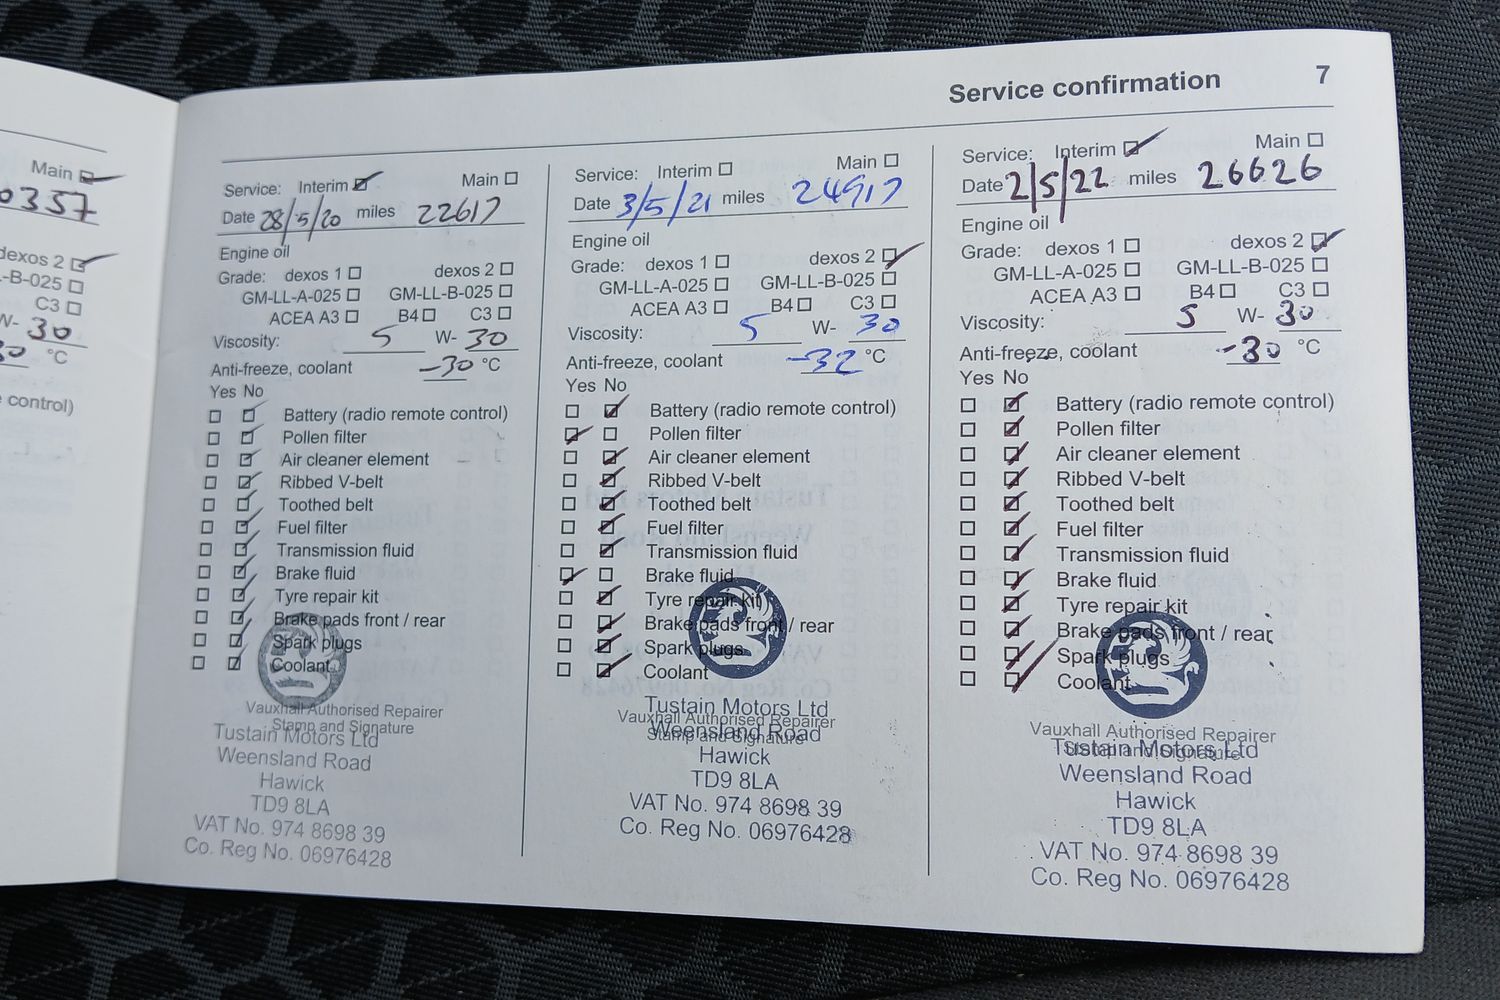 Service confirmation 7
Main
0357
dexos 2
L-B-025
C3
W- 30
30 °C
control)
Service: Interim Main
Date 28/5/20 miles 22617
Engine oil
Grade: dexos 1 dexos 2
GM-LL-A-025 GM-LL-B-025
ACEA A3 B4 C3
Viscosity: 5 W- 30
Anti-freeze, coolant -30 °C
Yes No
Battery (radio remote control)
Pollen filter
Air cleaner element
Ribbed V-belt
Toothed belt
Fuel filter
Transmission fluid
Brake fluid
Tyre repair kit
Brake pads front / rear
Spark plugs
Coolant
Vauxhall Authorised Repairer
Stamp and Signature
Tustain Motors Ltd
Weensland Road
Hawick
TD9 8LA
VAT No. 974 8698 39
Co. Reg No. 06976428
Service: Interim Main
Date 3/5/21 miles 24917
Engine oil
Grade: dexos 1 dexos 2
GM-LL-A-025 GM-LL-B-025
ACEA A3 B4 C3
Viscosity: 5 W- 30
Anti-freeze, coolant -32 °C
Yes No
Battery (radio remote control)
Pollen filter
Air cleaner element
Ribbed V-belt
Toothed belt
Fuel filter
Transmission fluid
Brake fluid
Tyre repair kit
Brake pads front / rear
Spark plugs
Coolant
Tustain Motors Ltd
Vauxhall Authorised Repairer
Weensland Road
Stamp and Signature
Hawick
TD9 8LA
VAT No. 974 8698 39
Co. Reg No. 06976428
Service: Interim Main
Date 2/5/22 miles 26626
Engine oil
Grade: dexos 1 dexos 2
GM-LL-A-025 GM-LL-B-025
ACEA A3 B4 C3
Viscosity: 5 W- 30
Anti-freeze, coolant -30 °C
Yes No
Battery (radio remote control)
Pollen filter
Air cleaner element
Ribbed V-belt
Toothed belt
Fuel filter
Transmission fluid
Brake fluid
Tyre repair kit
Brake pads front / rear
Spark plugs
Coolant
Vauxhall Authorised Repairer
Stamp and Signature
Tustain Motors Ltd
Weensland Road
Hawick
TD9 8LA
VAT No. 974 8698 39
Co. Reg No. 06976428